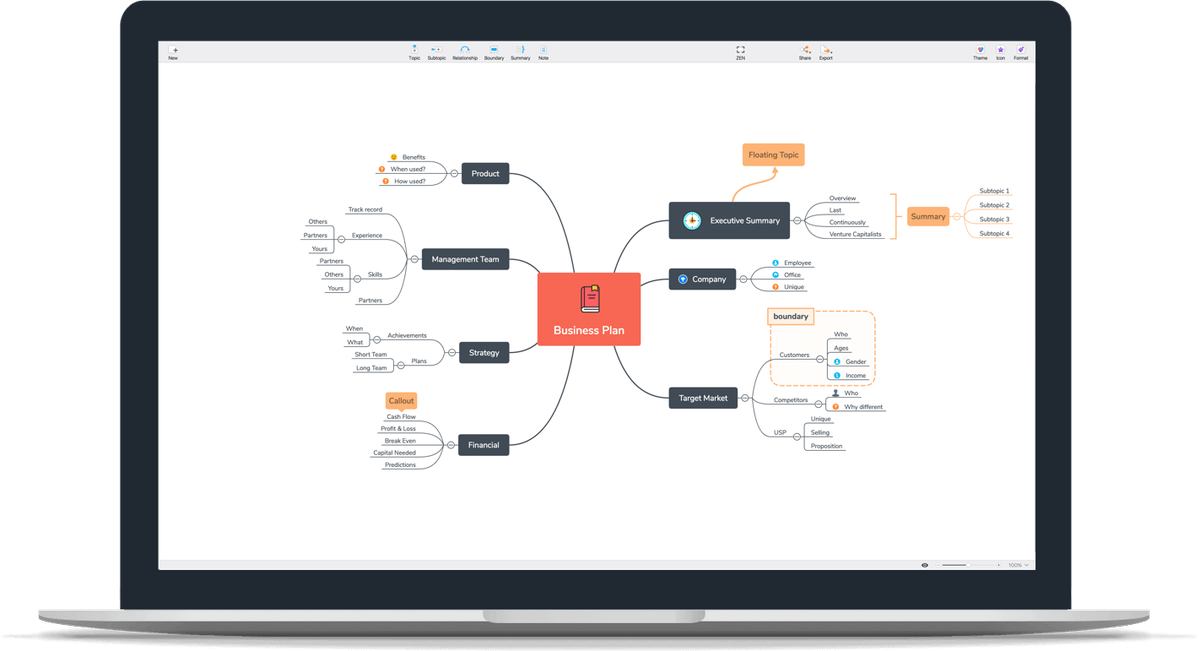 New
Topic
Subtopic
Relationship
Boundary
Summary
Note
ZEN
Share
Export
Theme
Icon
Format
Business Plan
Product
Benefits
When used?
How used?
Management Team
Track record
Experience
Others
Partners
Yours
Skills
Partners
Others
Yours
Partners
Strategy
Achievements
When
What
Plans
Short Team
Long Team
Financial
Callout
Cash Flow
Profit & Loss
Break Even
Capital Needed
Predictions
Floating Topic
Executive Summary
Overview
Last
Continuously
Venture Capitalists
Summary
Subtopic 1
Subtopic 2
Subtopic 3
Subtopic 4
Company
Employee
Office
Unique
Target Market
boundary
Customers
Who
Ages
Gender
Income
Competitors
Who
Why different
USP
Unique
Selling
Proposition
100%